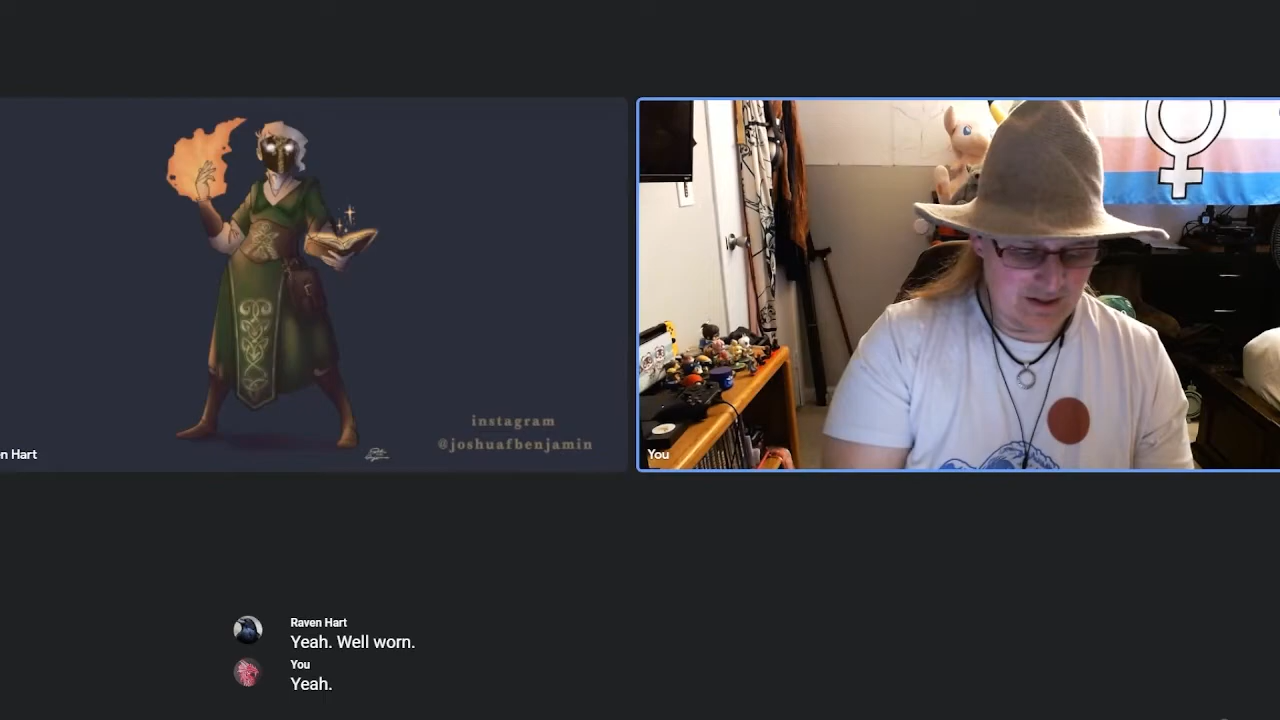 instagram
@joshuafbenjamin
n Hart
You
Raven Hart
Yeah. Well worn.
You
Yeah.